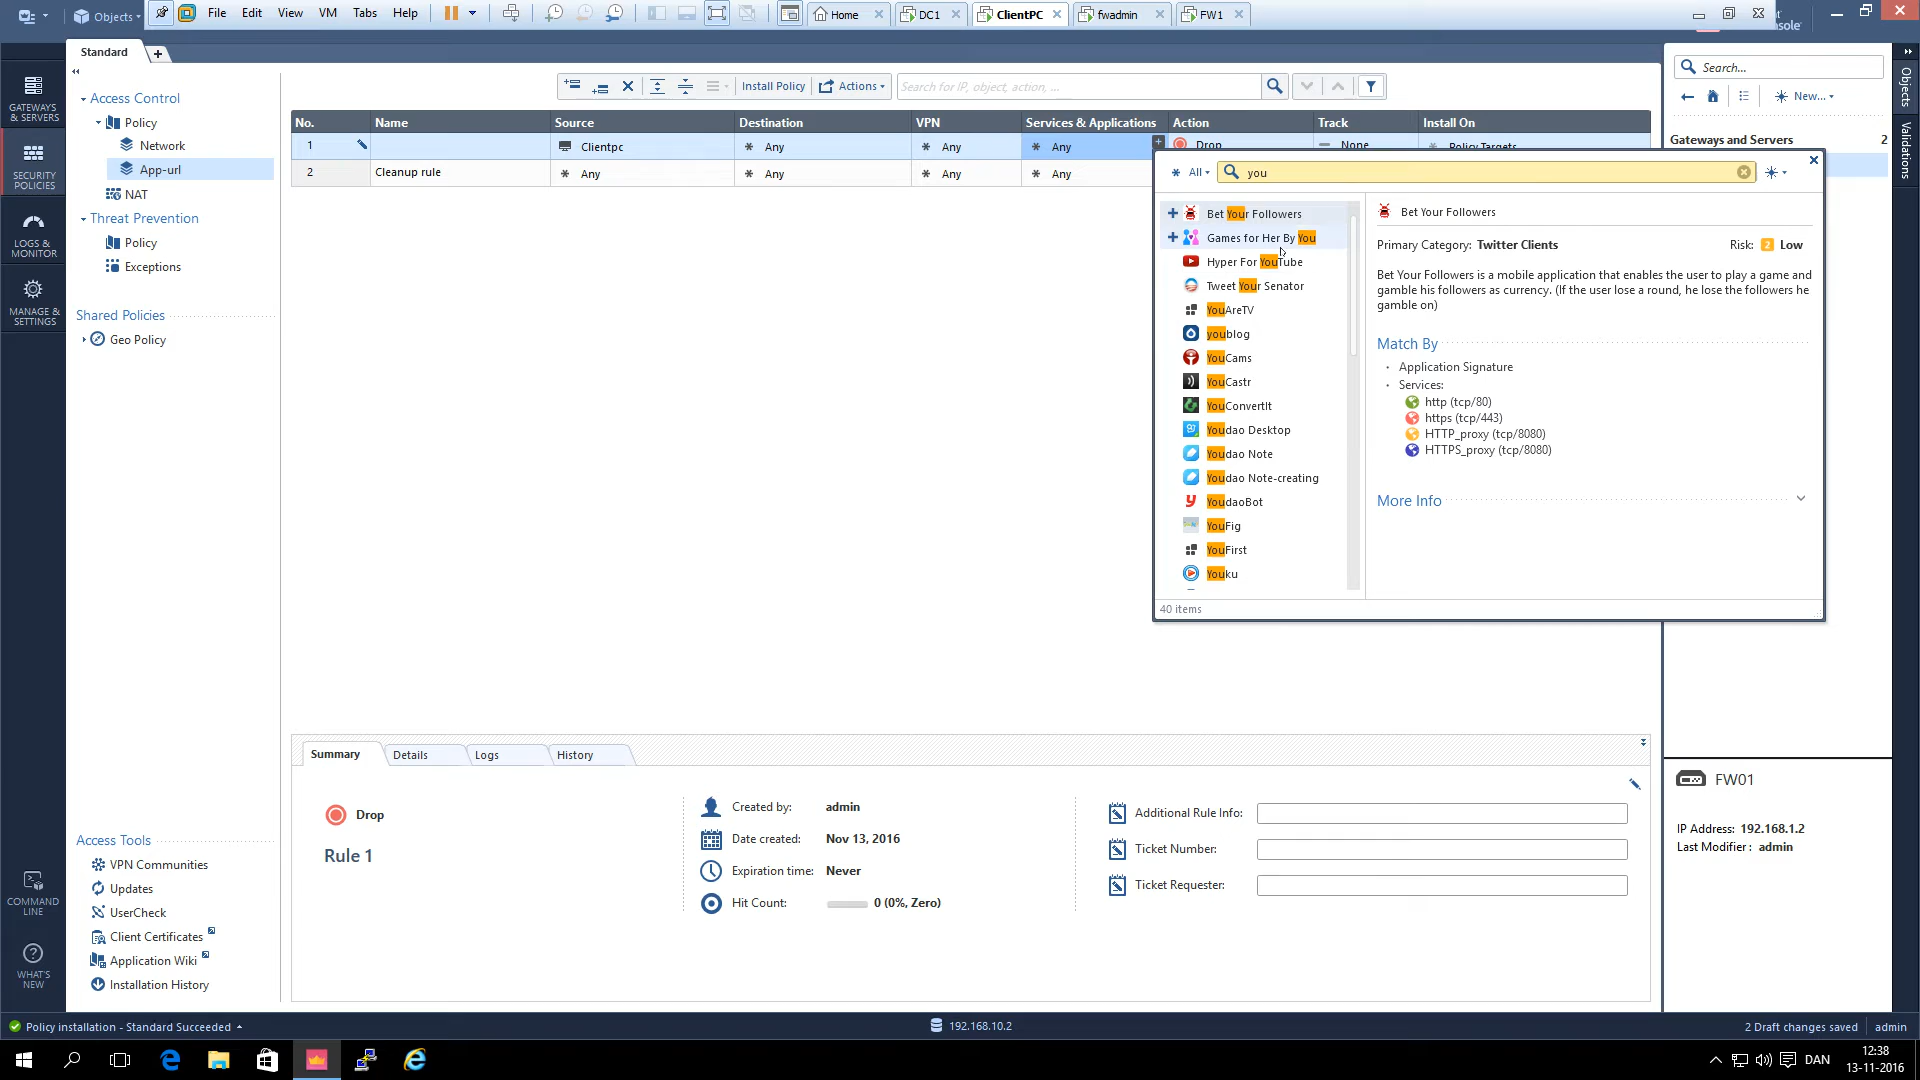 File Edit View VM Tabs Help Home DC1 ClientPC fwadmin FW1
Objects
sole
Standard
GATEWAYS & SERVERS
SECURITY POLICIES
LOGS & MONITOR
MANAGE & SETTINGS
COMMAND LINE
WHAT'S NEW
Access Control
Policy
Network
App-url
NAT
Threat Prevention
Policy
Exceptions
Shared Policies
Geo Policy
Access Tools
VPN Communities
Updates
UserCheck
Client Certificates
Application Wiki
Installation History
Install Policy Actions Search for IP, object, action, ...
No. Name Source Destination VPN Services & Applications Action Track Install On
1 Clientpc Any Any Any Drop None Policy Targets
2 Cleanup rule Any Any Any Any
All you
Bet Your Followers
Games for Her By You
Hyper For YouTube
Tweet Your Senator
YouAreTV
youblog
YouCams
YouCastr
YouConvertIt
Youdao Desktop
Youdao Note
Youdao Note-creating
YoudaoBot
YouFig
YouFirst
Youku
40 items
Bet Your Followers
Primary Category: Twitter Clients Risk: 2 Low
Bet Your Followers is a mobile application that enables the user to play a game and
gamble his followers as currency. (If the user lose a round, he lose the followers he
gamble on)
Match By
Application Signature
Services:
http (tcp/80)
https (tcp/443)
HTTP_proxy (tcp/8080)
HTTPS_proxy (tcp/8080)
More Info
Search...
New...
Gateways and Servers 2
Objects
Validations
Summary Details Logs History
Drop
Rule 1
Created by: admin
Date created: Nov 13, 2016
Expiration time: Never
Hit Count: 0 (0%, Zero)
Additional Rule Info:
Ticket Number:
Ticket Requester:
FW01
IP Address: 192.168.1.2
Last Modifier : admin
Policy installation - Standard Succeeded 192.168.10.2 2 Draft changes saved admin
DAN
12:38
13-11-2016